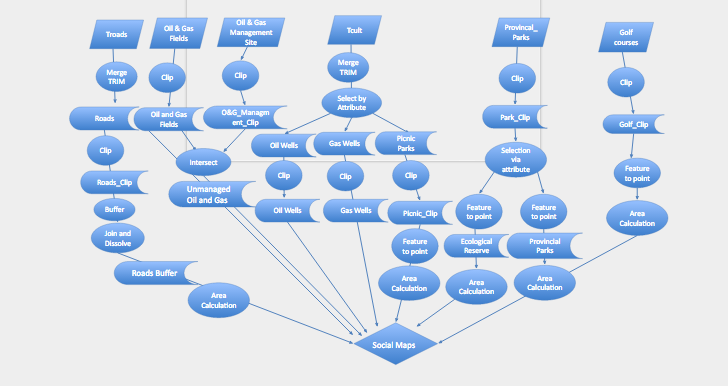 Troads
Oil & Gas
Fields
Oil & Gas
Management
Site
Tcult
Provincal_
Parks
Golf
courses
Merge
TRIM
Clip
Clip
Merge
TRIM
Clip
Clip
Roads
Oil and Gas
Fields
O&G_Managm
ent_Clip
Select by
Attribute
Park_Clip
Golf_Clip
Clip
Intersect
Oil Wells
Gas Wells
Picnic
Parks
Selection
via
attribute
Feature
to point
Roads_Clip
Unmanaged
Oil and Gas
Clip
Clip
Clip
Buffer
Oil Wells
Gas Wells
Picnic_Clip
Feature
to point
Feature
to point
Area
Calculation
Join and
Dissolve
Feature
to point
Ecological
Reserve
Provincial
Parks
Roads Buffer
Area
Calculation
Area
Calculation
Area
Calculation
Area
Calculation
Social Maps